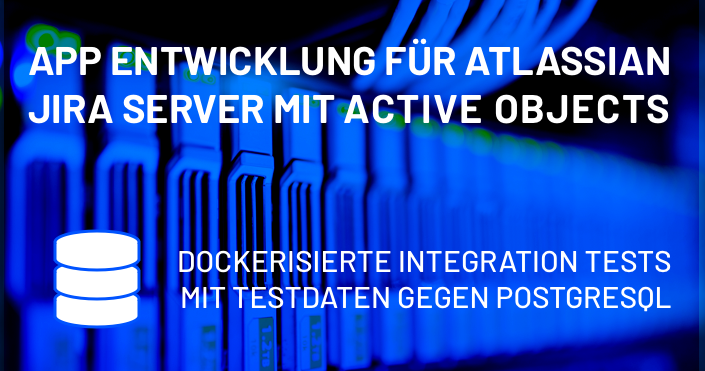 APP ENTWICKLUNG FÜR ATLASSIAN
JIRA SERVER MIT ACTIVE OBJECTS
DOCKERISIERTE INTEGRATION TESTS
MIT TESTDATEN GEGEN POSTGRESQL